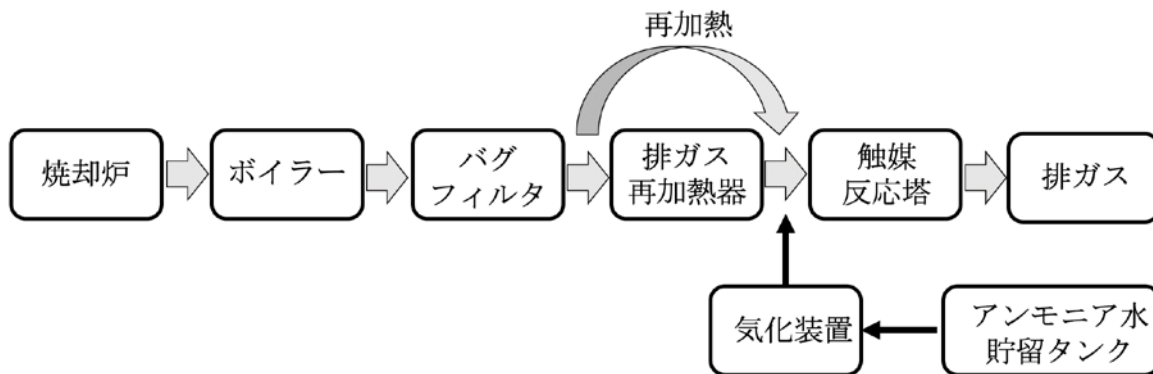 再加熱
焼却炉
ボイラー
バグ
フィルタ
排ガス
再加熱器
触媒
反応塔
排ガス
気化装置
アンモニア水
貯留タンク